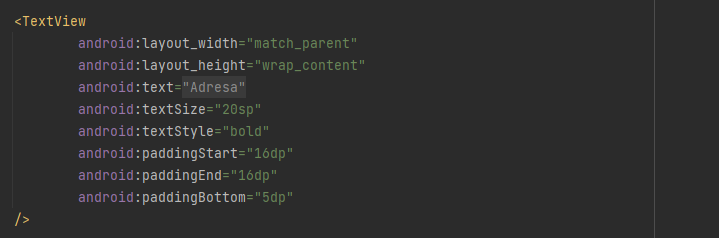 <TextView
android:layout_width="match_parent"
android:layout_height="wrap_content"
android:text="Adresa"
android:textSize="20sp"
android:textStyle="bold"
android:paddingStart="16dp"
android:paddingEnd="16dp"
android:paddingBottom="5dp"
/>